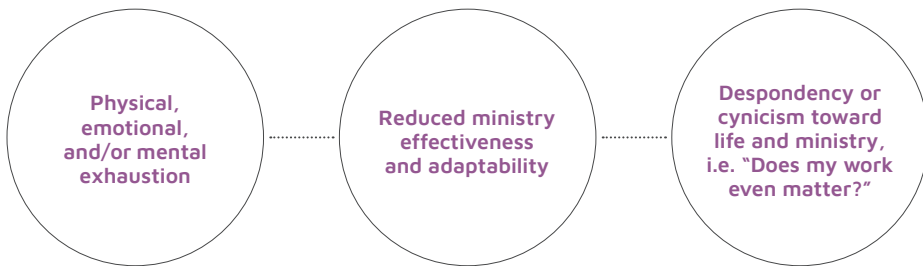 Physical,
emotional,
and/or mental
exhaustion
Reduced ministry
effectiveness
and adaptability
Despondency or
cynicism toward
life and ministry,
i.e. “Does my work
even matter?”